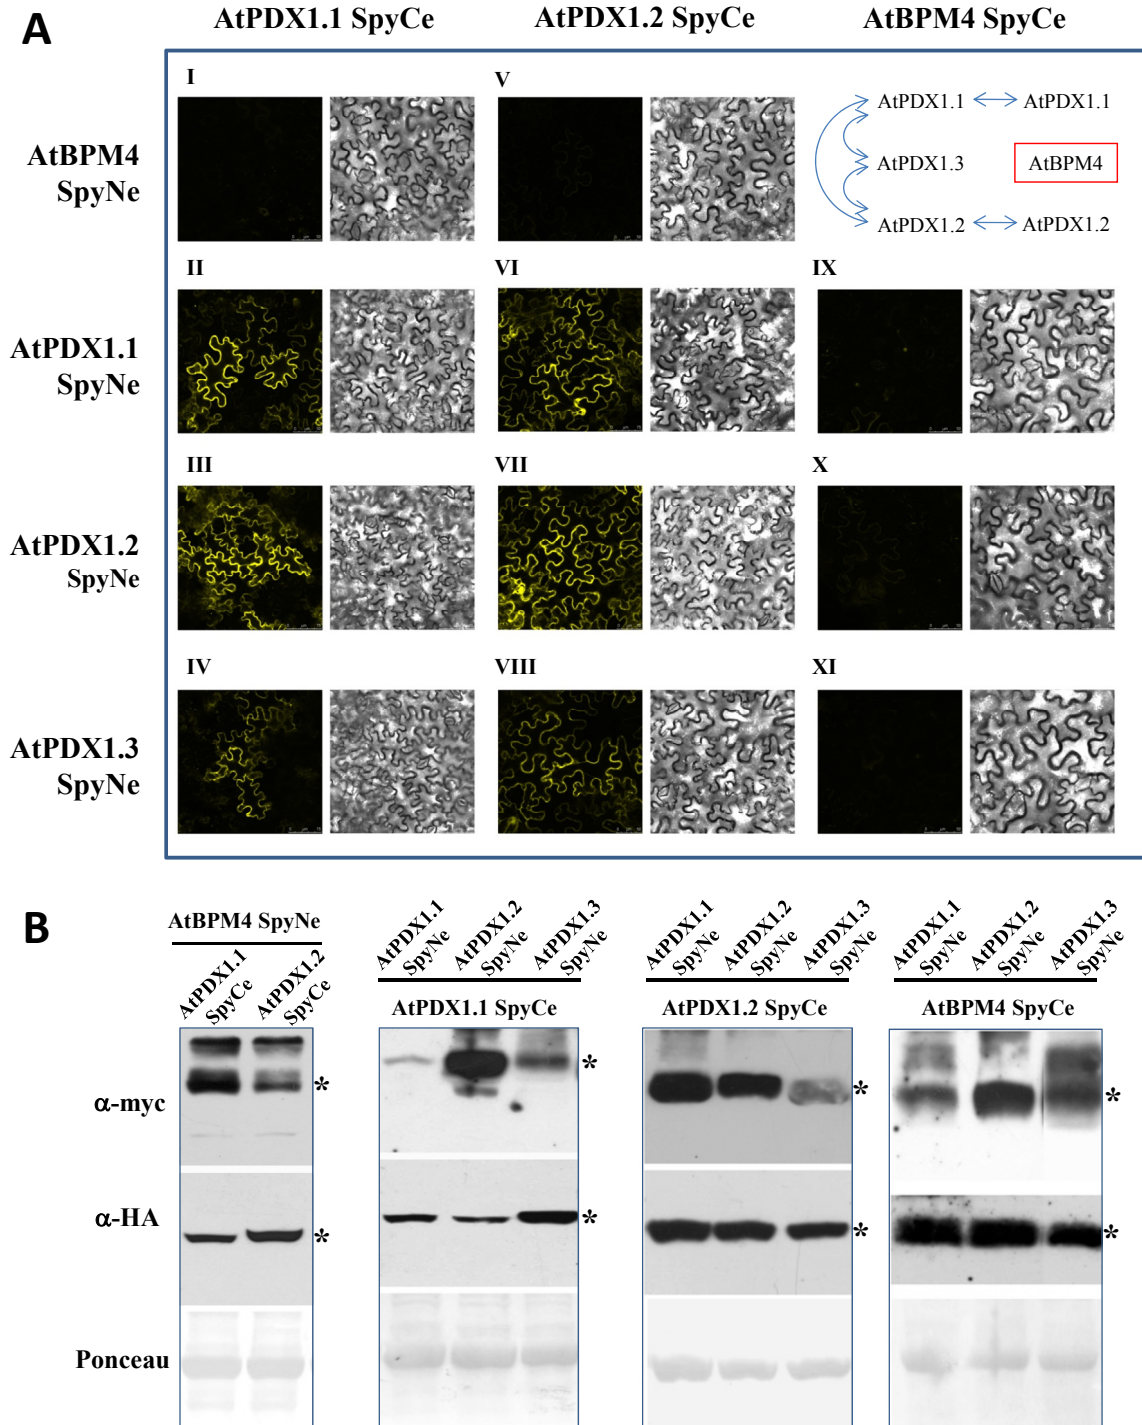 A
AtPDX1.1 SpyCe
AtPDX1.2 SpyCe
AtBPM4 SpyCe
I
V
AtBPM4
SpyNe
AtPDX1.1
AtPDX1.1
AtPDX1.3
AtBPM4
AtPDX1.2
AtPDX1.2
II
VI
IX
AtPDX1.1
SpyNe
III
VII
X
AtPDX1.2
SpyNe
IV
VIII
XI
AtPDX1.3
SpyNe
B
AtBPM4 SpyNe
AtPDX1.1
SpyCe
AtPDX1.2
SpyCe
AtPDX1.1
SpyNe
AtPDX1.2
SpyNe
AtPDX1.3
SpyNe
AtPDX1.1 SpyCe
AtPDX1.1
SpyNe
AtPDX1.2
SpyNe
AtPDX1.3
SpyNe
AtPDX1.2 SpyCe
AtPDX1.1
SpyNe
AtPDX1.2
SpyNe
AtPDX1.3
SpyNe
AtBPM4 SpyCe
α-myc
*
*
*
*
α-HA
*
*
*
*
Ponceau